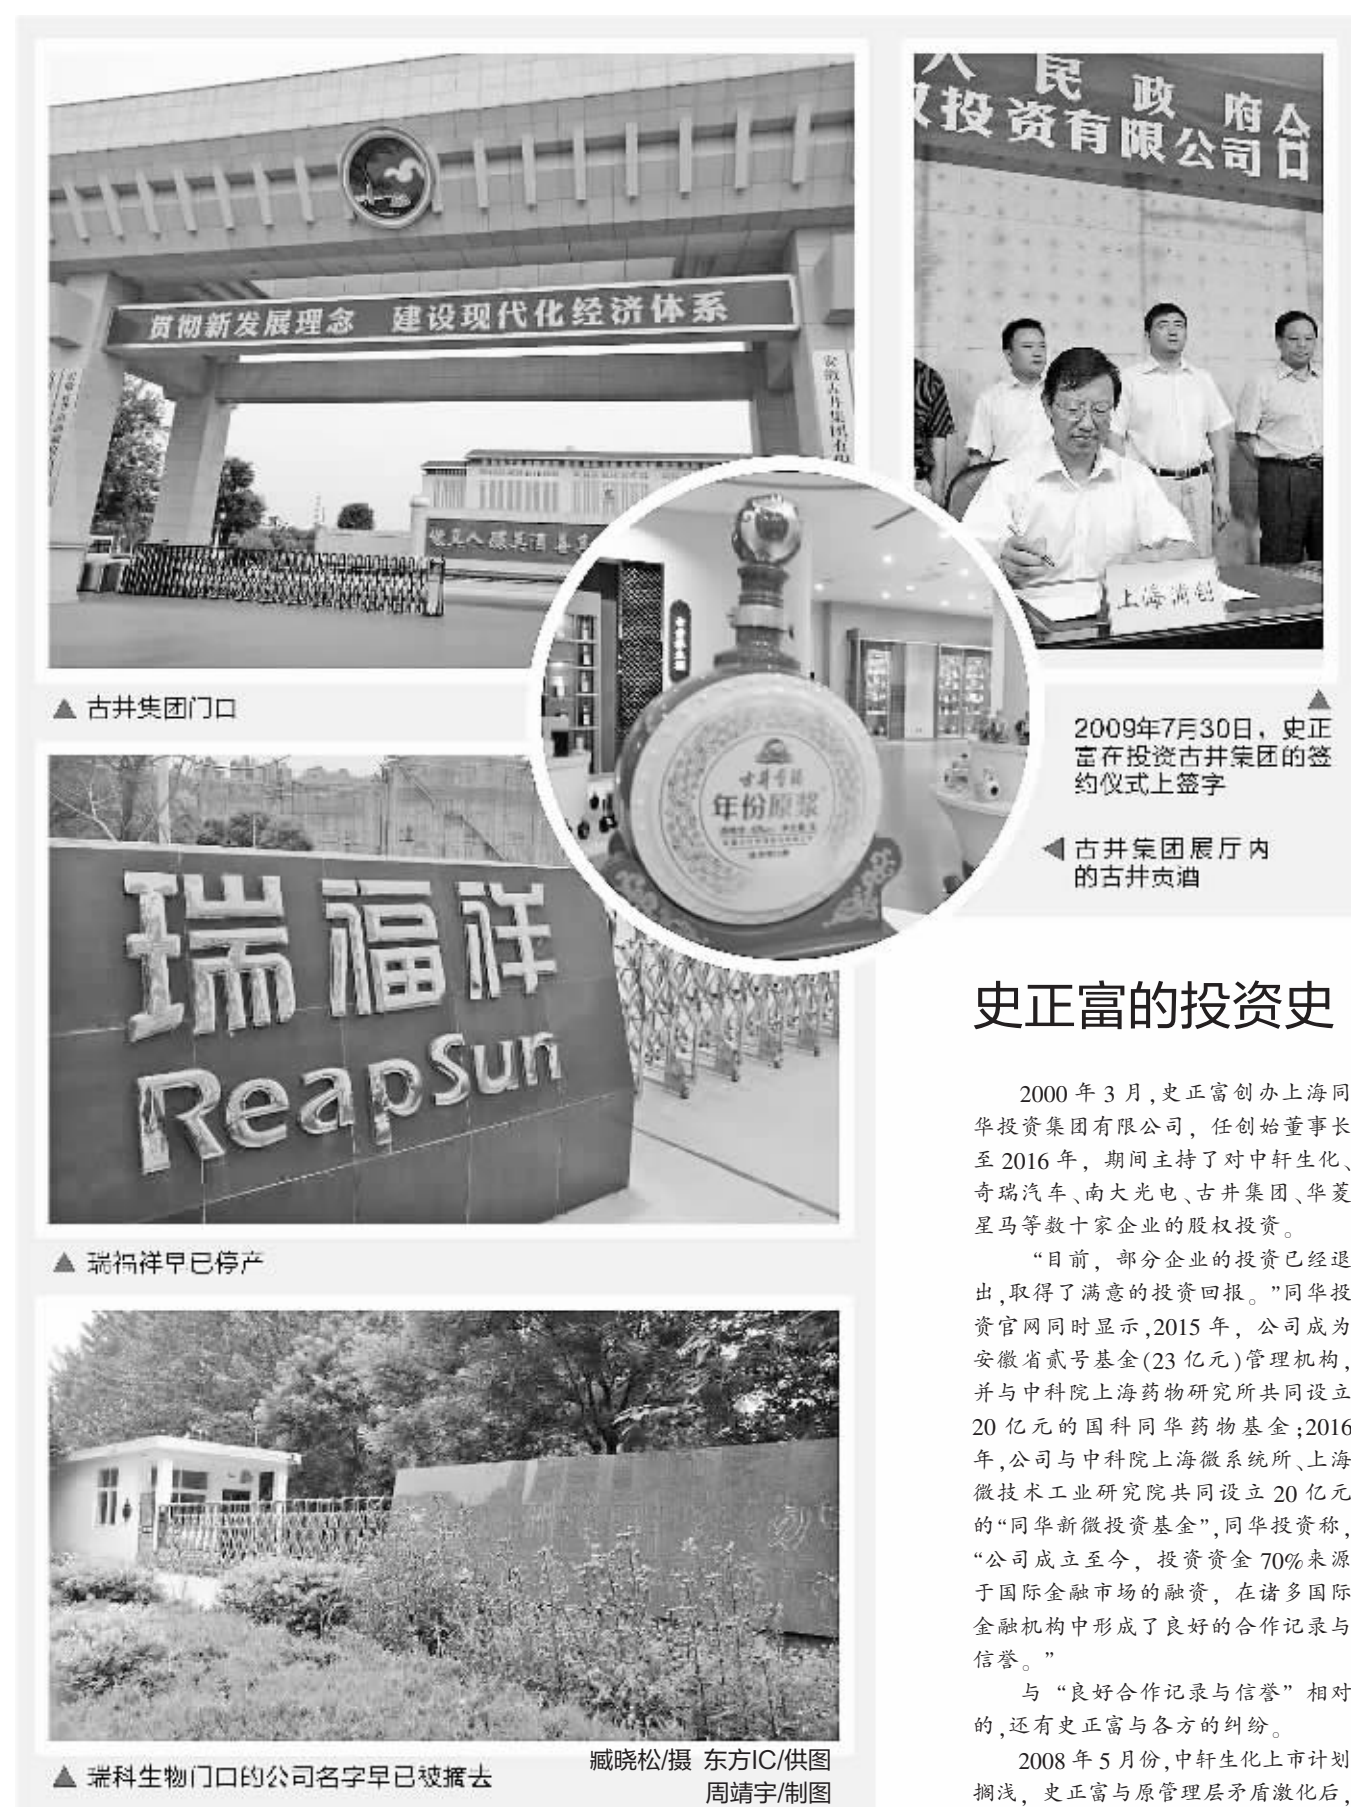 人民政府合
投资有限公司
贯彻新发展理念 建设现代化经济体系
安徽古井集团有限
做真人 酿美酒 善其
上海浦创
▲ 古井集团门口
2009年7月30日，史正
富在投资古井集团的签
约仪式上签字
古井贡酒
年份原浆
古井集团展厅内
的古井贡酒
瑞福祥
ReapSun
▲ 瑞福祥早已停产
▲ 瑞科生物门口的公司名字早已被摘去
臧晓松/摄 东方IC/供图
周靖宇/制图
史正富的投资史
2000 年 3 月,史正富创办上海同
华投资集团有限公司，任创始董事长
至 2016 年，期间主持了对中轩生化、
奇瑞汽车、南大光电、古井集团、华菱
星马等数十家企业的股权投资。
“目前，部分企业的投资已经退
出,取得了满意的投资回报。”同华投
资官网同时显示,2015 年，公司成为
安徽省贰号基金(23 亿元)管理机构,
并与中科院上海药物研究所共同设立
20 亿元的国科同华药物基金;2016
年,公司与中科院上海微系统所、上海
微技术工业研究院共同设立 20 亿元
的“同华新微投资基金”,同华投资称,
“公司成立至今，投资资金 70%来源
于国际金融市场的融资，在诸多国际
金融机构中形成了良好的合作记录与
信誉。”
与“良好合作记录与信誉”相对
的,还有史正富与各方的纠纷。
2008 年 5 月份,中轩生化上市计划
搁浅，史正富与原管理层矛盾激化后,